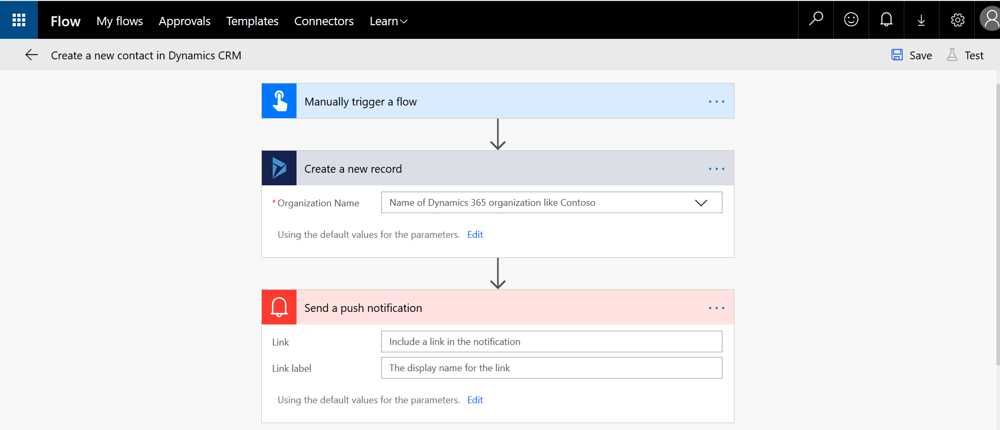 Flow My flows Approvals Templates Connectors Learn
Create a new contact in Dynamics CRM Save Test
Manually trigger a flow
Create a new record
* Organization Name Name of Dynamics 365 organization like Contoso
Using the default values for the parameters. Edit
Send a push notification
Link Include a link in the notification
Link label The display name for the link
Using the default values for the parameters. Edit